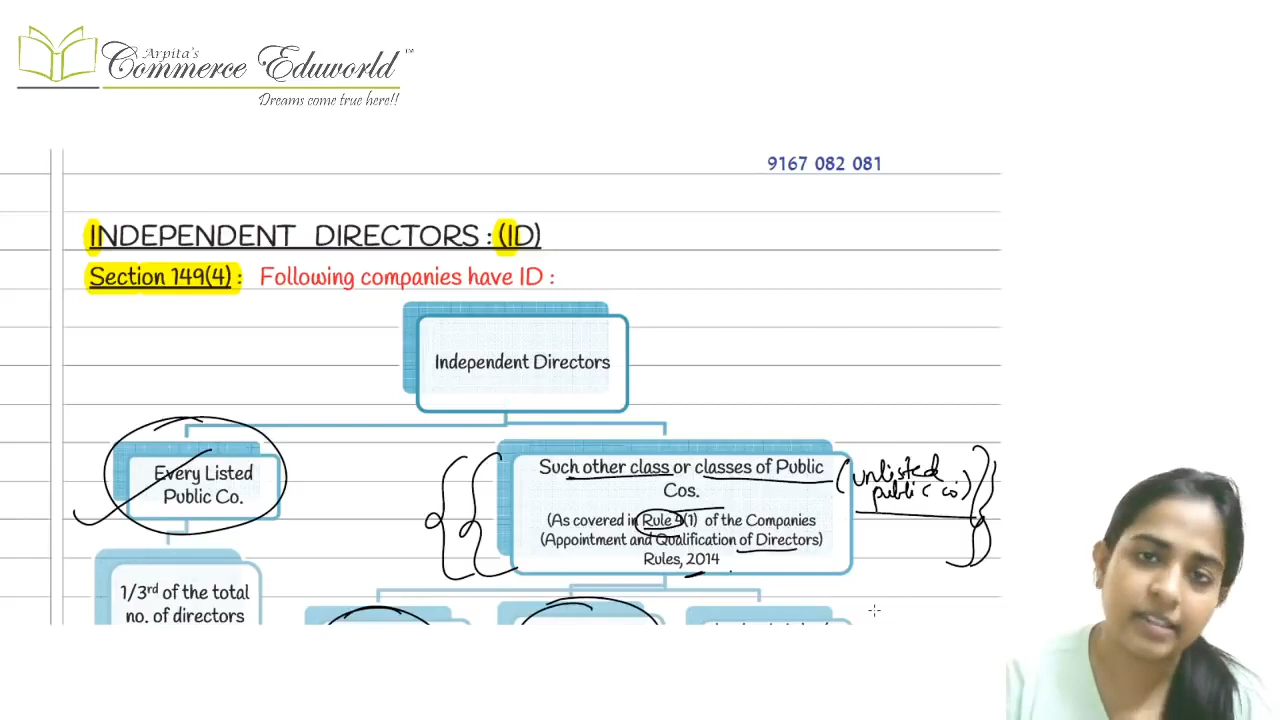 Arpita's
Commerce Eduworld ™
Dreams come true here!!
9167 082 081
INDEPENDENT DIRECTORS : (ID)
Section 149(4) : Following companies have ID :
Independent Directors
Every Listed
Public Co.
Such other class or classes of Public
Cos.
(As covered in Rule 4(1) of the Companies
(Appointment and Qualification of Directors)
Rules, 2014
(unlisted
public co)
1/3rd of the total
no. of directors